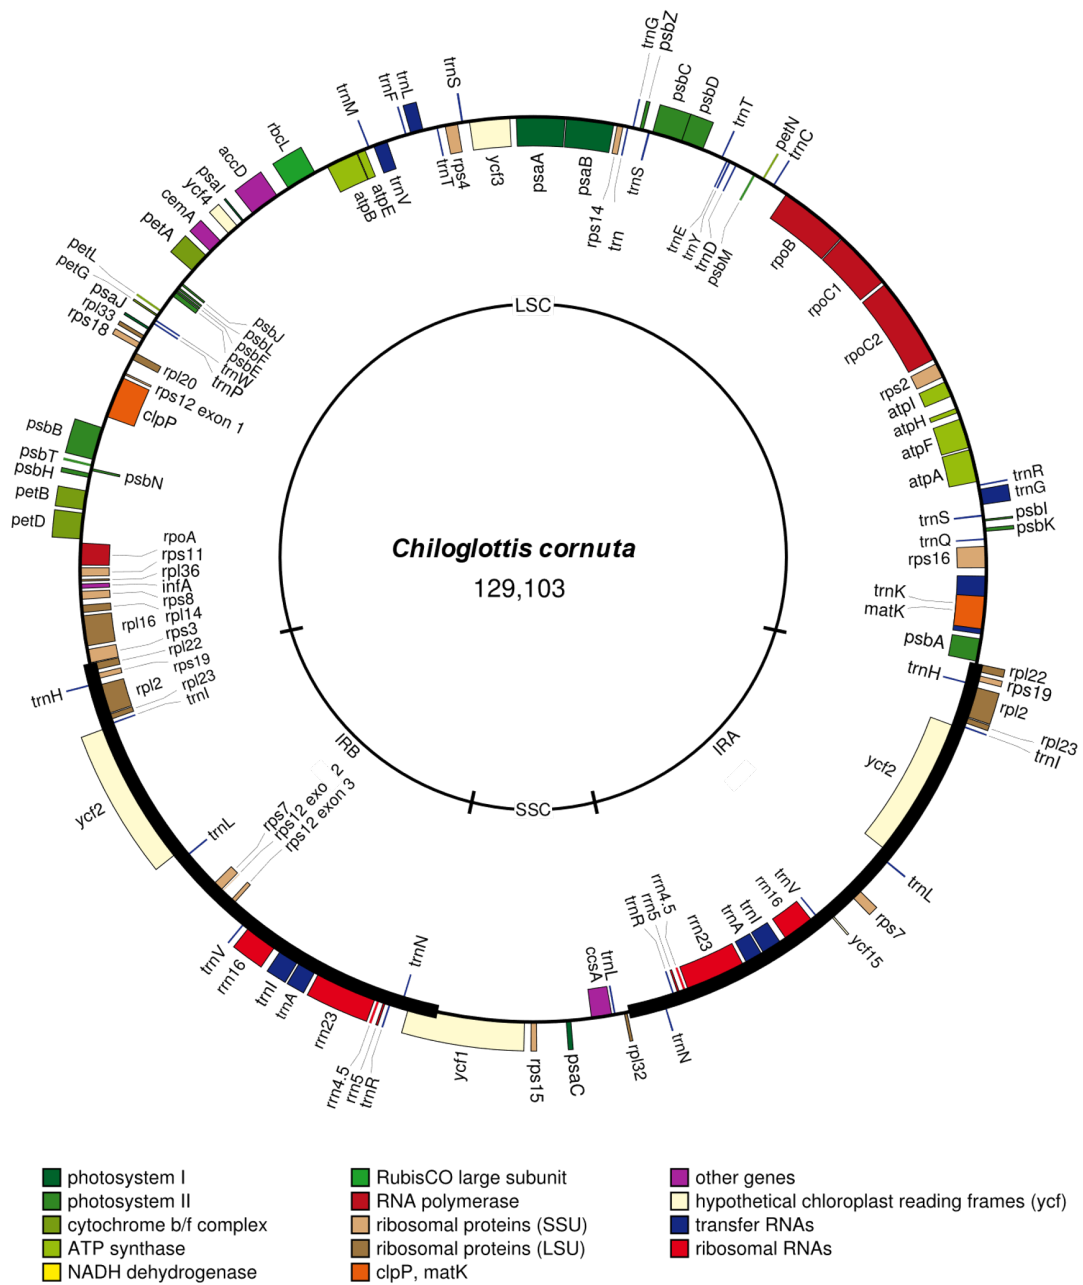 trnG
psbZ
trnS
trnL
trnF
trnM
psbC
psbD
trnT
petN
trnC
rbcL
accD
psaI
ycf4
cemA
petA
petL
petG
psaJ
rpl33
rps18
trnT
rps4
ycf3
psaA
psaB
rps14
trn
trnS
trnV
atpE
atpB
trnE
trnY
trnD
psbM
rpoB
rpoC1
rpoC2
rps2
atpI
atpH
atpF
atpA
LSC
psbJ
psbL
psbF
psbE
trnW
trnP
rpl20
rps12 exon 1
clpP
psbB
psbT
psbH
psbN
petB
petD
trnR
trnG
trnS
psbI
psbK
trnQ
rps16
trnK
matK
psbA
Chiloglottis cornuta
129,103
rpoA
rps11
rpl36
infA
rps8
rpl14
rpl16
rps3
rpl22
rps19
rpl2
rpl23
trnI
trnH
trnH
rpl22
rps19
rpl2
rpl23
trnI
IRB
IRA
SSC
ycf2
ycf2
trnL
rps7
rps12 exo 2
rps12 exon 3
trnL
rps7
ycf15
trnV
rrn16
trnI
trnA
rrn23
rrn4.5
rrn5
trnR
trnV
rrn16
trnI
trnA
rrn23
rrn4.5
rrn5
trnR
trnN
trnN
ycf1
rps15
psaC
ccsA
trnL
rpl32
photosystem I
photosystem II
cytochrome b/f complex
ATP synthase
NADH dehydrogenase
RubisCO large subunit
RNA polymerase
ribosomal proteins (SSU)
ribosomal proteins (LSU)
clpP, matK
other genes
hypothetical chloroplast reading frames (ycf)
transfer RNAs
ribosomal RNAs